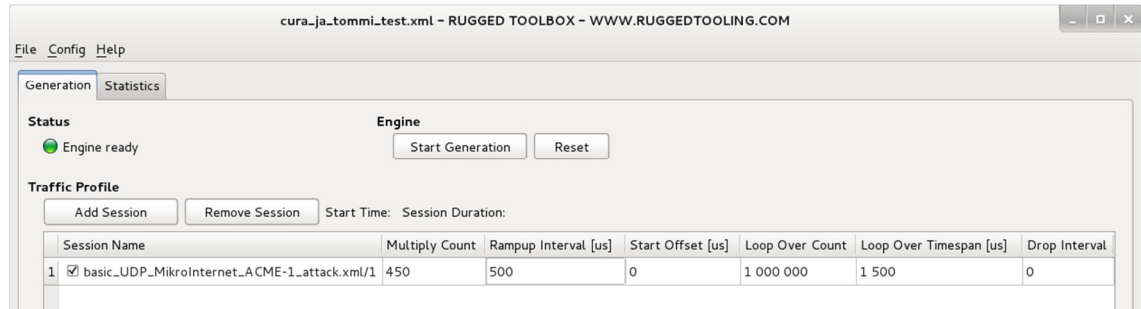 cura_ja_tommi_test.xml - RUGGED TOOLBOX - WWW.RUGGEDTOOLING.COM
File Config Help
Generation Statistics
Status Engine
Engine ready Start Generation Reset
Traffic Profile
Add Session Remove Session Start Time: Session Duration:
Session Name Multiply Count Rampup Interval [us] Start Offset [us] Loop Over Count Loop Over Timespan [us] Drop Interval
1 basic_UDP_MikroInternet_ACME-1_attack.xml/1 450 500 0 1 000 000 1 500 0